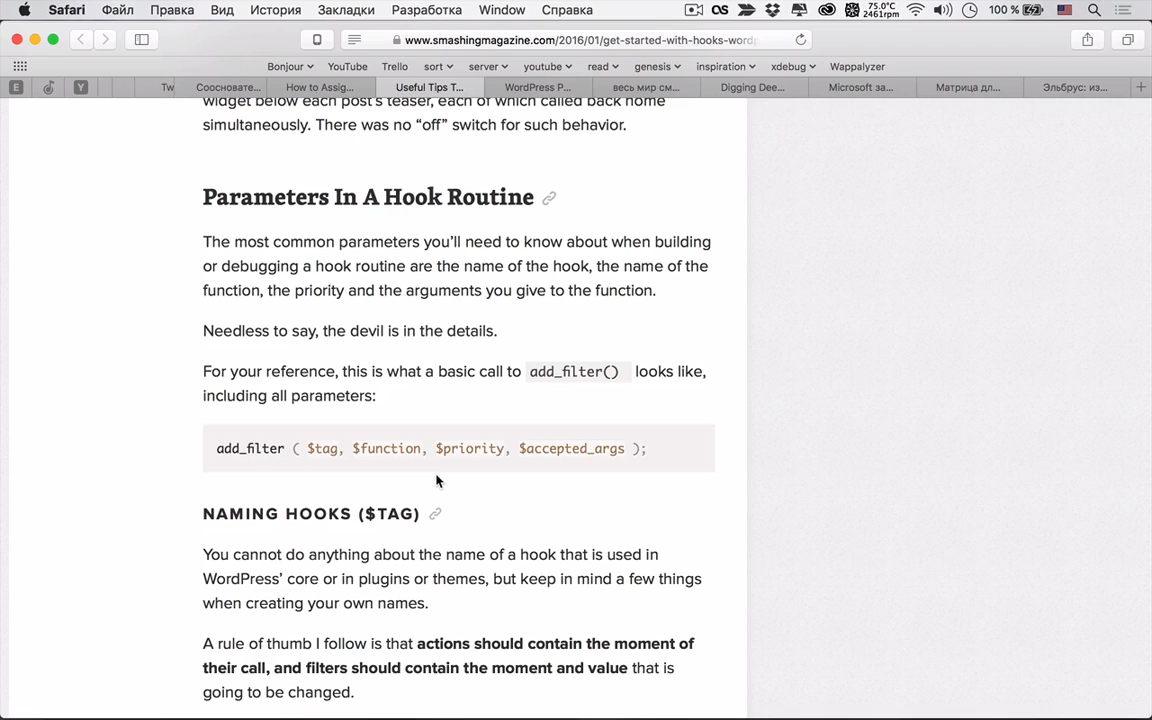 Safari Файл Правка Вид История Закладки Разработка Window Справка 75.0°C 2461rpm 100 %
www.smashingmagazine.com/2016/01/get-started-with-hooks-wordp
Bonjour YouTube Trello sort server youtube read genesis inspiration xdebug Wappalyzer
E Y Tw Соосновате... How to Assig... Useful Tips T... WordPress P... весь мир см... Digging Dee... Microsoft за... Матрица дл... Эльбрус: из...
widget below each post's teaser, each of which called back home
simultaneously. There was no “off” switch for such behavior.
Parameters In A Hook Routine
The most common parameters you’ll need to know about when building
or debugging a hook routine are the name of the hook, the name of the
function, the priority and the arguments you give to the function.
Needless to say, the devil is in the details.
For your reference, this is what a basic call to add_filter() looks like,
including all parameters:
add_filter ( $tag, $function, $priority, $accepted_args );
NAMING HOOKS ($TAG)
You cannot do anything about the name of a hook that is used in
WordPress’ core or in plugins or themes, but keep in mind a few things
when creating your own names.
A rule of thumb I follow is that actions should contain the moment of
their call, and filters should contain the moment and value that is
going to be changed.